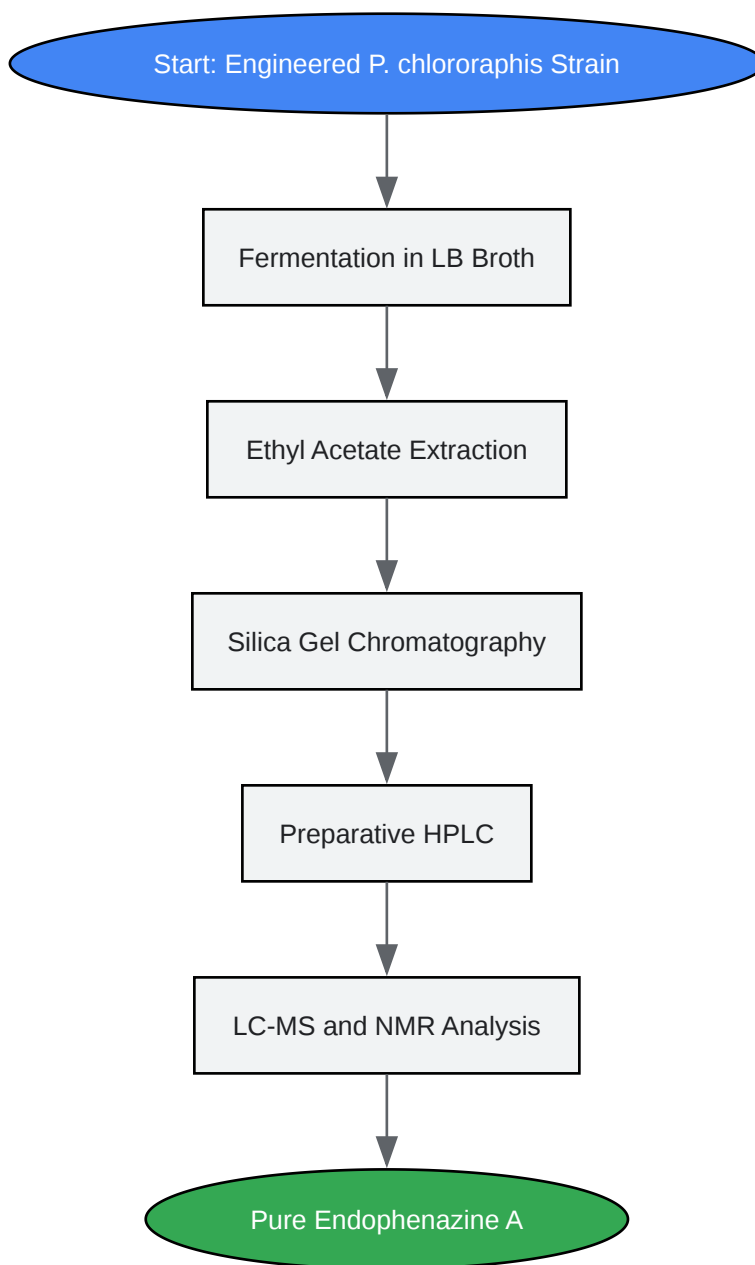 Start: Engineered P. chlororaphis Strain
Fermentation in LB Broth
Ethyl Acetate Extraction
Silica Gel Chromatography
Preparative HPLC
LC-MS and NMR Analysis
Pure Endophenazine A